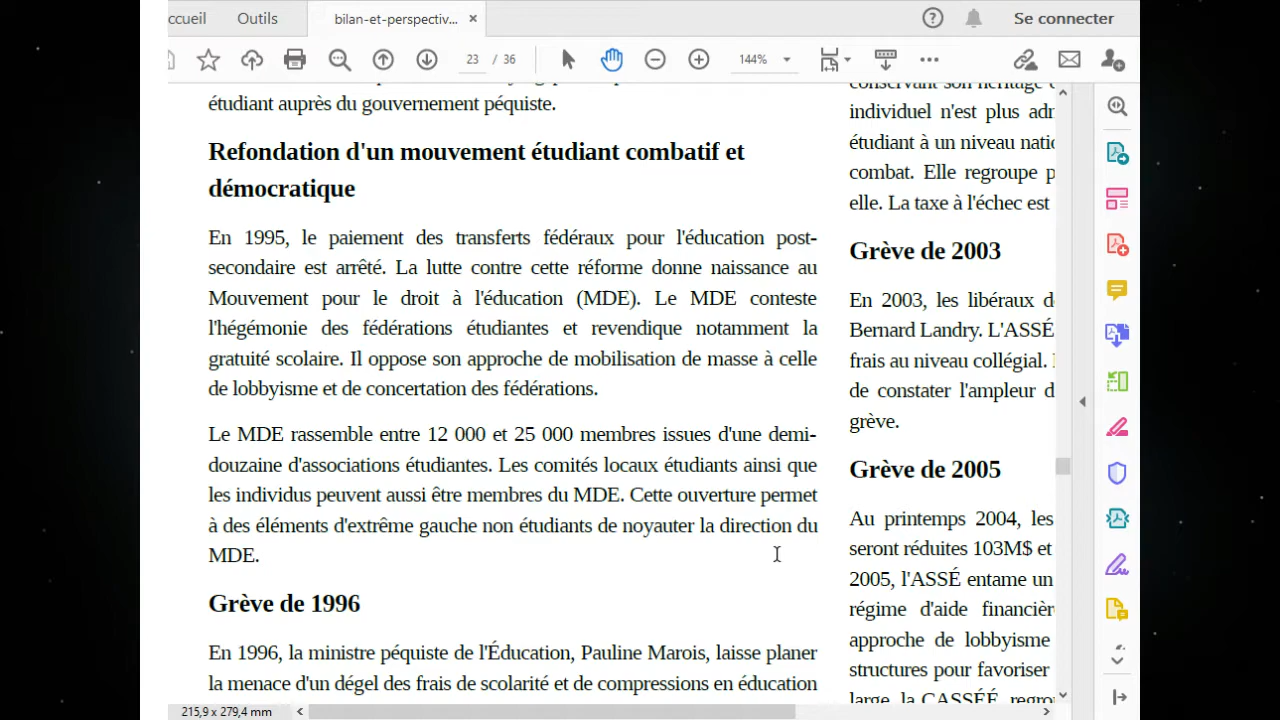 ccueil
Outils
bilan-et-perspectiv...
Se connecter
23 / 36
144%
étudiant auprès du gouvernement péquiste.
Refondation d'un mouvement étudiant combatif et
démocratique
En 1995, le paiement des transferts fédéraux pour l'éducation post-
secondaire est arrêté. La lutte contre cette réforme donne naissance au
Mouvement pour le droit à l'éducation (MDE). Le MDE conteste
l'hégémonie des fédérations étudiantes et revendique notamment la
gratuité scolaire. Il oppose son approche de mobilisation de masse à celle
de lobbyisme et de concertation des fédérations.
Le MDE rassemble entre 12 000 et 25 000 membres issues d'une demi-
douzaine d'associations étudiantes. Les comités locaux étudiants ainsi que
les individus peuvent aussi être membres du MDE. Cette ouverture permet
à des éléments d'extrême gauche non étudiants de noyauter la direction du
MDE.
Grève de 1996
En 1996, la ministre péquiste de l'Éducation, Pauline Marois, laisse planer
la menace d'un dégel des frais de scolarité et de compressions en éducation
conservant son héritage
individuel n'est plus adm
étudiant à un niveau natio
combat. Elle regroupe p
elle. La taxe à l'échec est
Grève de 2003
En 2003, les libéraux d
Bernard Landry. L'ASSÉ
frais au niveau collégial.
de constater l'ampleur d
grève.
Grève de 2005
Au printemps 2004, les
seront réduites 103M$ et
2005, l'ASSÉ entame un
régime d'aide financièr
approche de lobbyisme
structures pour favoriser
large, la CASSÉÉ, regro
215,9 x 279,4 mm